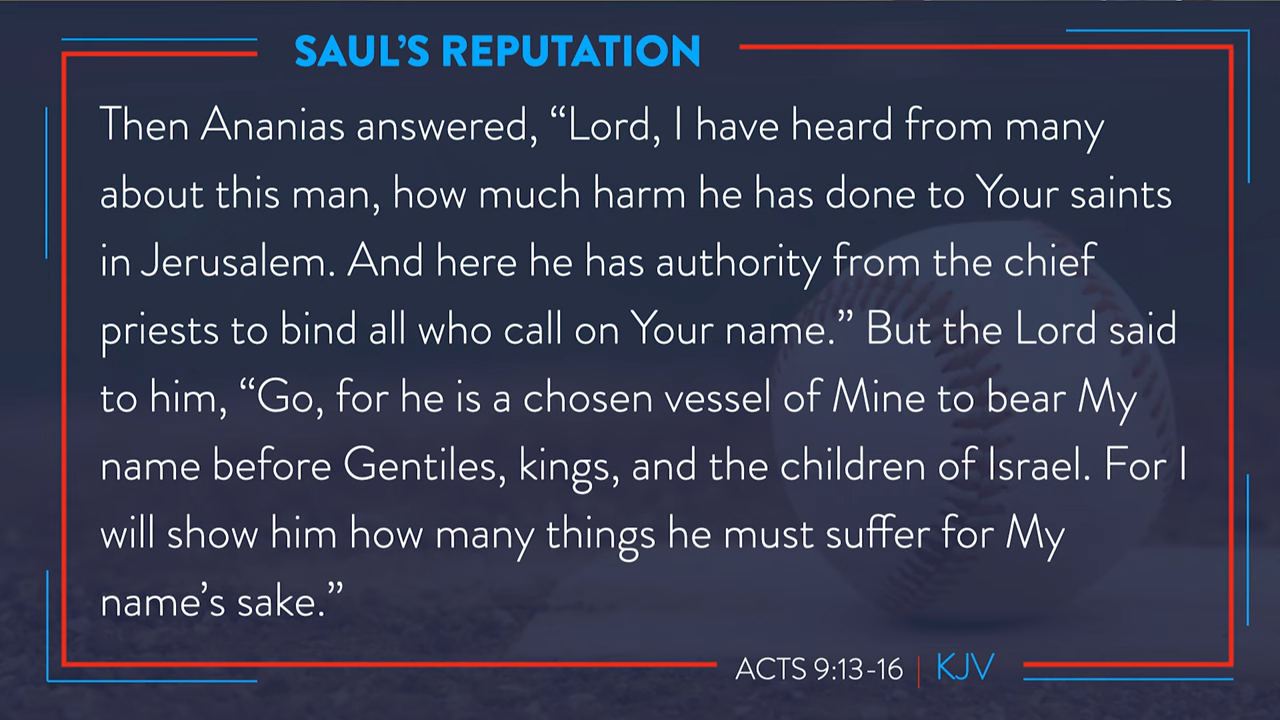 SAUL’S REPUTATION
Then Ananias answered, “Lord, I have heard from many
about this man, how much harm he has done to Your saints
in Jerusalem. And here he has authority from the chief
priests to bind all who call on Your name.” But the Lord said
to him, “Go, for he is a chosen vessel of Mine to bear My
name before Gentiles, kings, and the children of Israel. For I
will show him how many things he must suffer for My
name’s sake.”
ACTS 9:13-16 | KJV